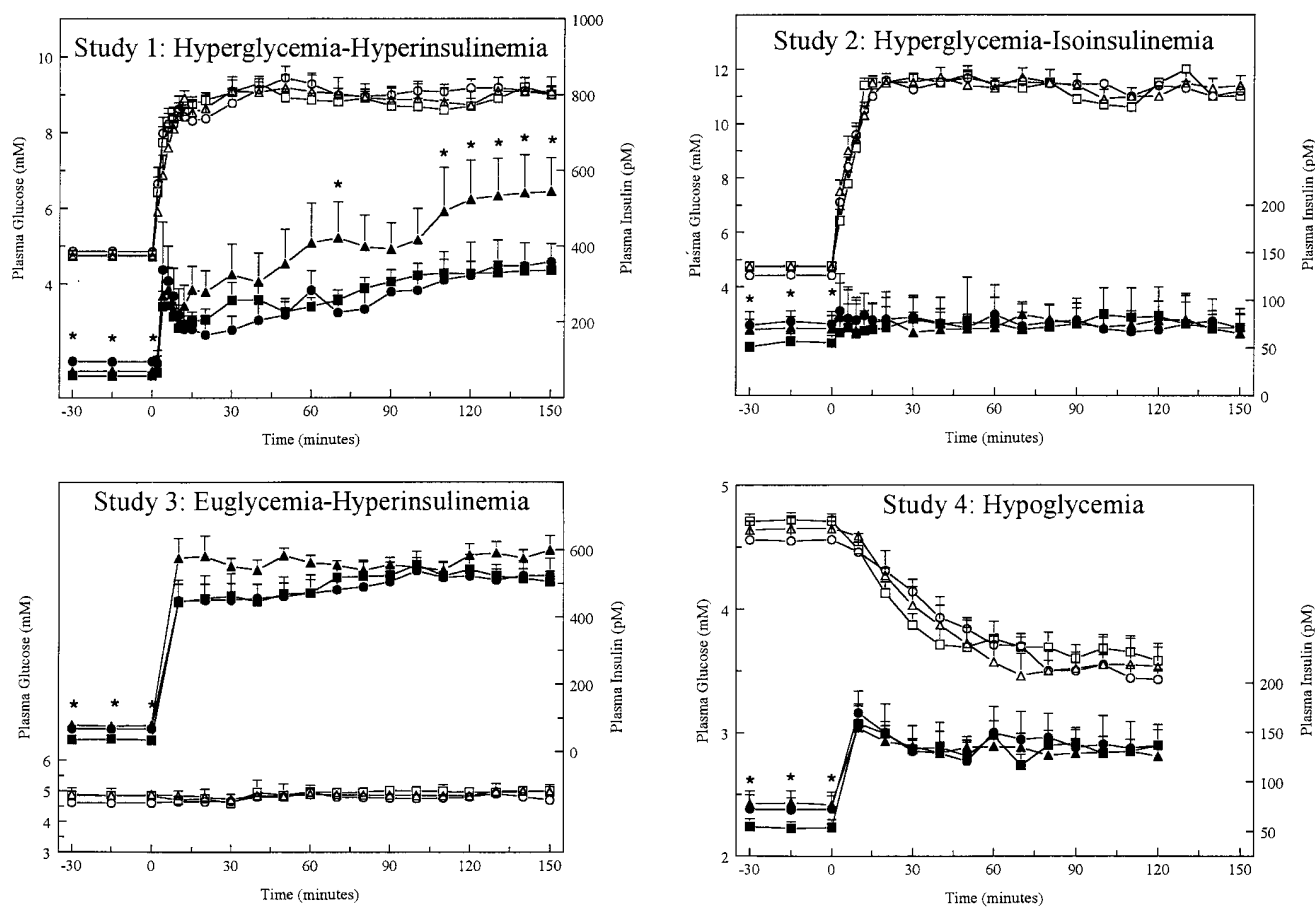 Study 1: Hyperglycemia-Hyperinsulinemia
Plasma Glucose (mM)
10
8
6
4
1000
800
600
400
200
Plasma Insulin (pM)
* * * * * * * * *
-30 0 30 60 90 120 150
Time (minutes)
Study 2: Hyperglycemia-Isoinsulinemia
Plasma Glucose (mM)
12
11
8
6
4
200
150
100
50
0
Plasma Insulin (pM)
* * *
-30 0 30 60 90 120 150
Time (minutes)
Study 3: Euglycemia-Hyperinsulinemia
Plasma Glucose (mM)
6
5
4
3
600
400
200
0
Plasma Insulin (pM)
* * *
-30 0 30 60 90 120 150
Time (minutes)
Study 4: Hypoglycemia
Plasma Glucose (mM)
5
4
3
2
200
150
100
50
Plasma Insulin (pM)
* * *
-30 0 30 60 90 120 150
Time (minutes)